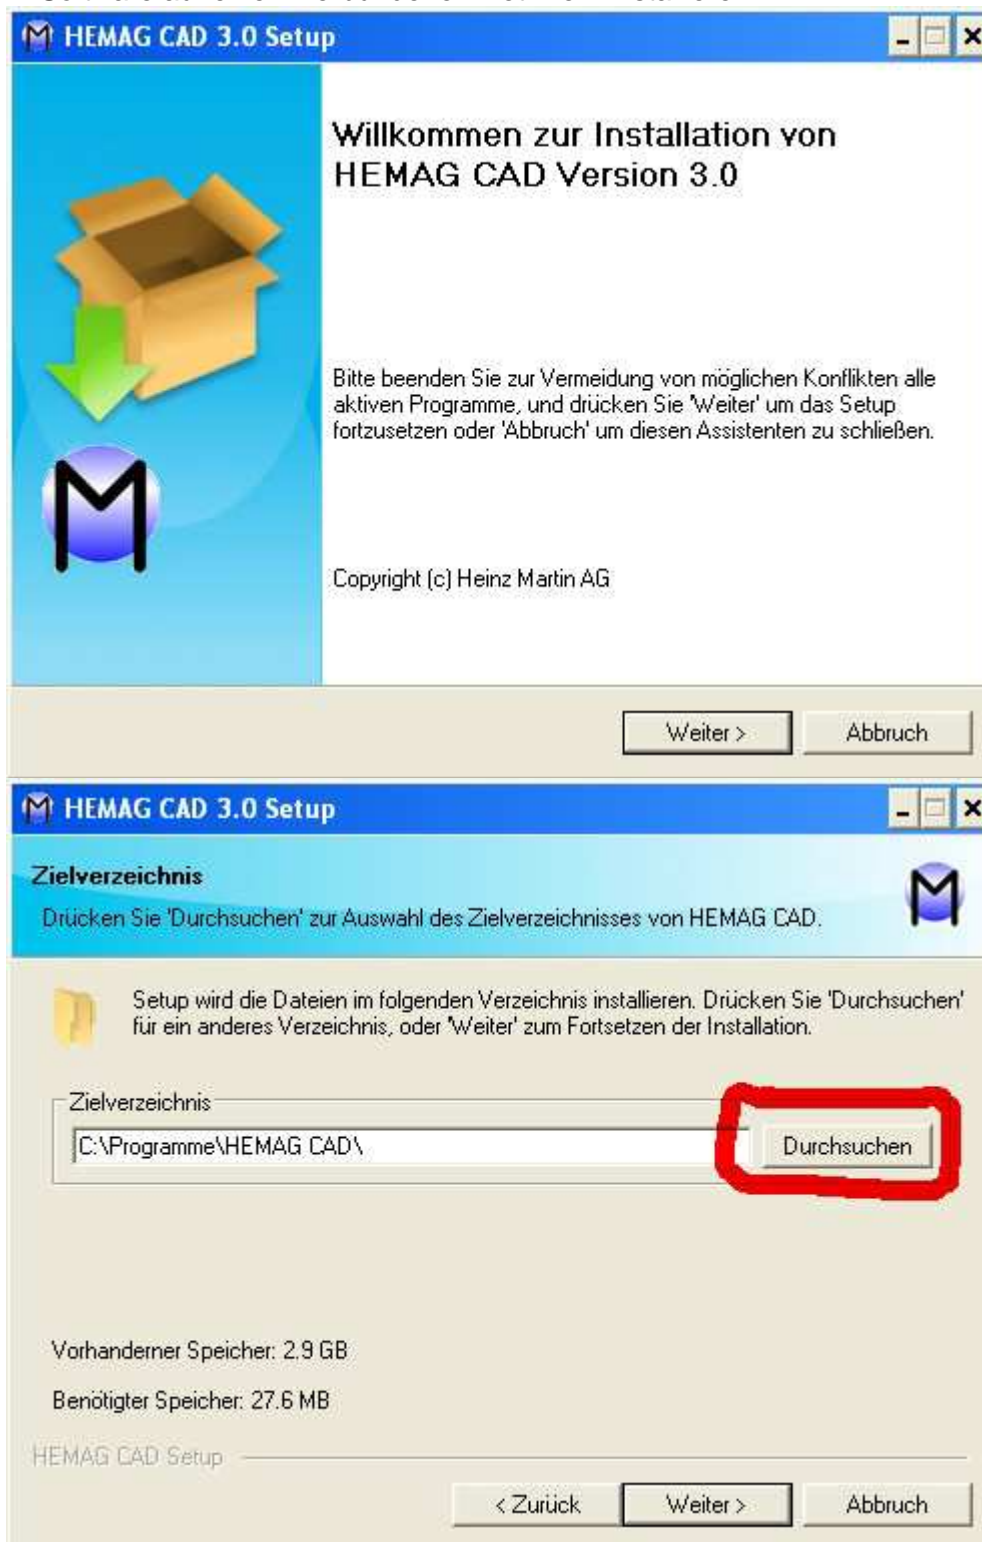 HEMAG CAD 3.0 Setup
Willkommen zur Installation von
HEMAG CAD Version 3.0
Bitte beenden Sie zur Vermeidung von möglichen Konflikten alle
aktiven Programme, und drücken Sie 'Weiter' um das Setup
fortzusetzen oder 'Abbruch' um diesen Assistenten zu schließen.
Copyright (c) Heinz Martin AG
Weiter >
Abbruch
HEMAG CAD 3.0 Setup
Zielverzeichnis
Drücken Sie 'Durchsuchen' zur Auswahl des Zielverzeichnisses von HEMAG CAD.
Setup wird die Dateien im folgenden Verzeichnis installieren. Drücken Sie 'Durchsuchen'
für ein anderes Verzeichnis, oder 'Weiter' zum Fortsetzen der Installation.
Zielverzeichnis
C:\Programme\HEMAG CAD\
Durchsuchen
Vorhanderner Speicher: 2.9 GB
Benötigter Speicher: 27.6 MB
HEMAG CAD Setup
< Zurück
Weiter >
Abbruch